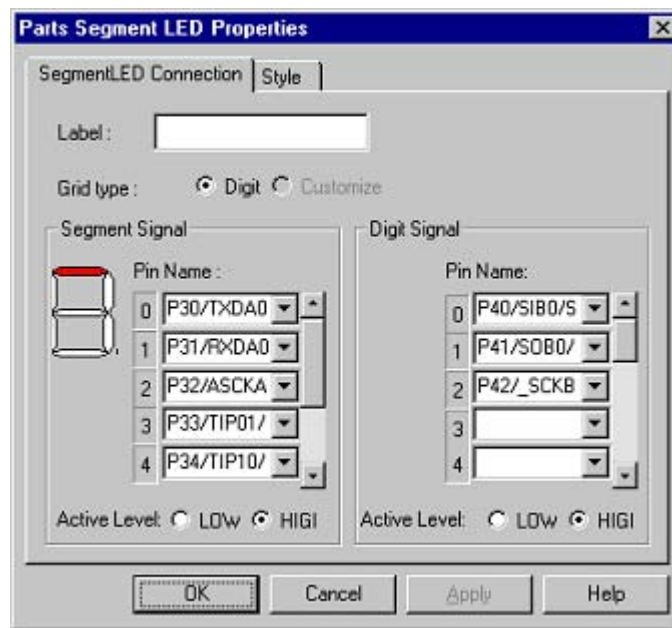 Parts Segment LED Properties
SegmentLED Connection
Style
Label :
Grid type :
Digit
Customize
Segment Signal
Pin Name :
0 P30/TXDA0
1 P31/RXDA0
2 P32/ASCKA
3 P33/TIP01/
4 P34/TIP10/
Active Level: LOW HIGI
Digit Signal
Pin Name:
0 P40/SIB0/S
1 P41/SOB0/
2 P42/_SCKB
3
4
Active Level: LOW HIGI
OK
Cancel
Apply
Help